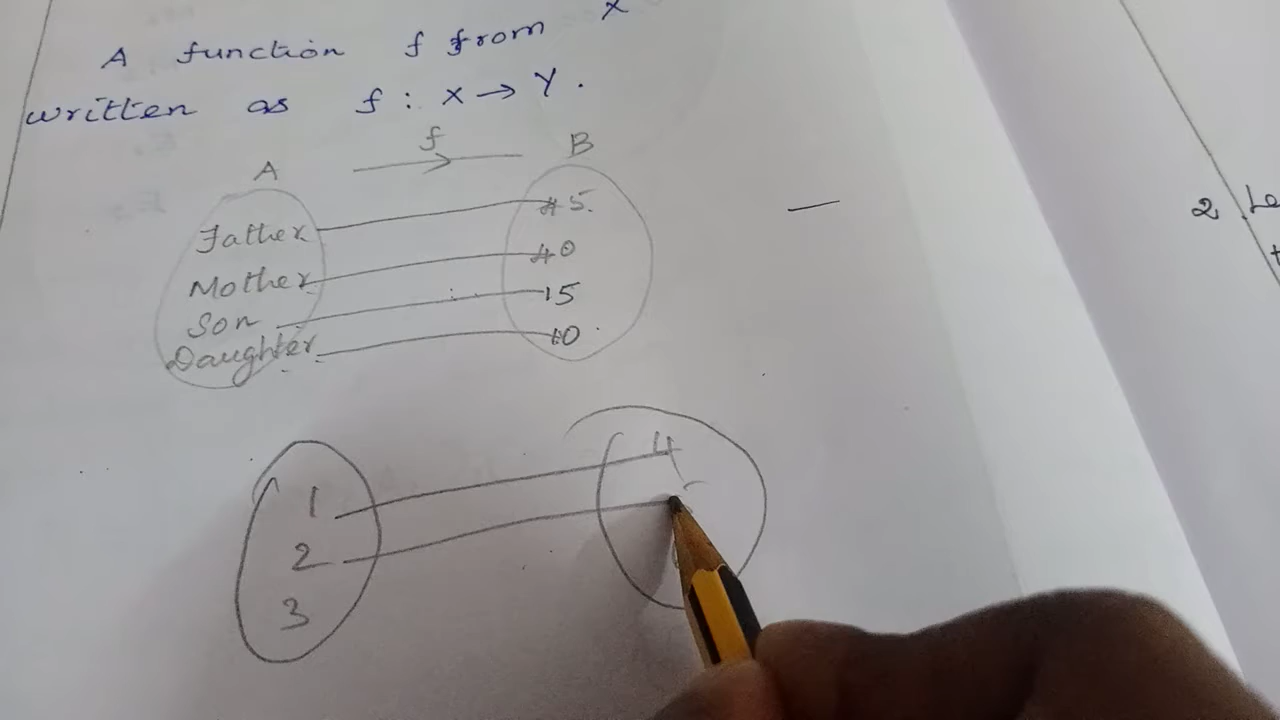 A function f from X
written as f : X → Y.
f
A B
Father 45.
Mother 40
Son 15
Daughter 10
1 4
2
3
2.